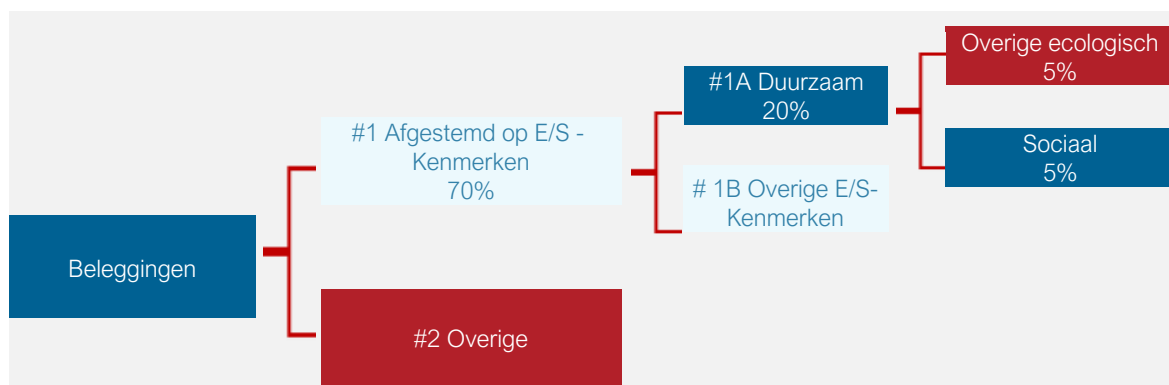 Beleggingen
#1 Afgestemd op E/S -
Kenmerken
70%
#2 Overige
#1A Duurzaam
20%
# 1B Overige E/S-
Kenmerken
Overige ecologisch
5%
Sociaal
5%